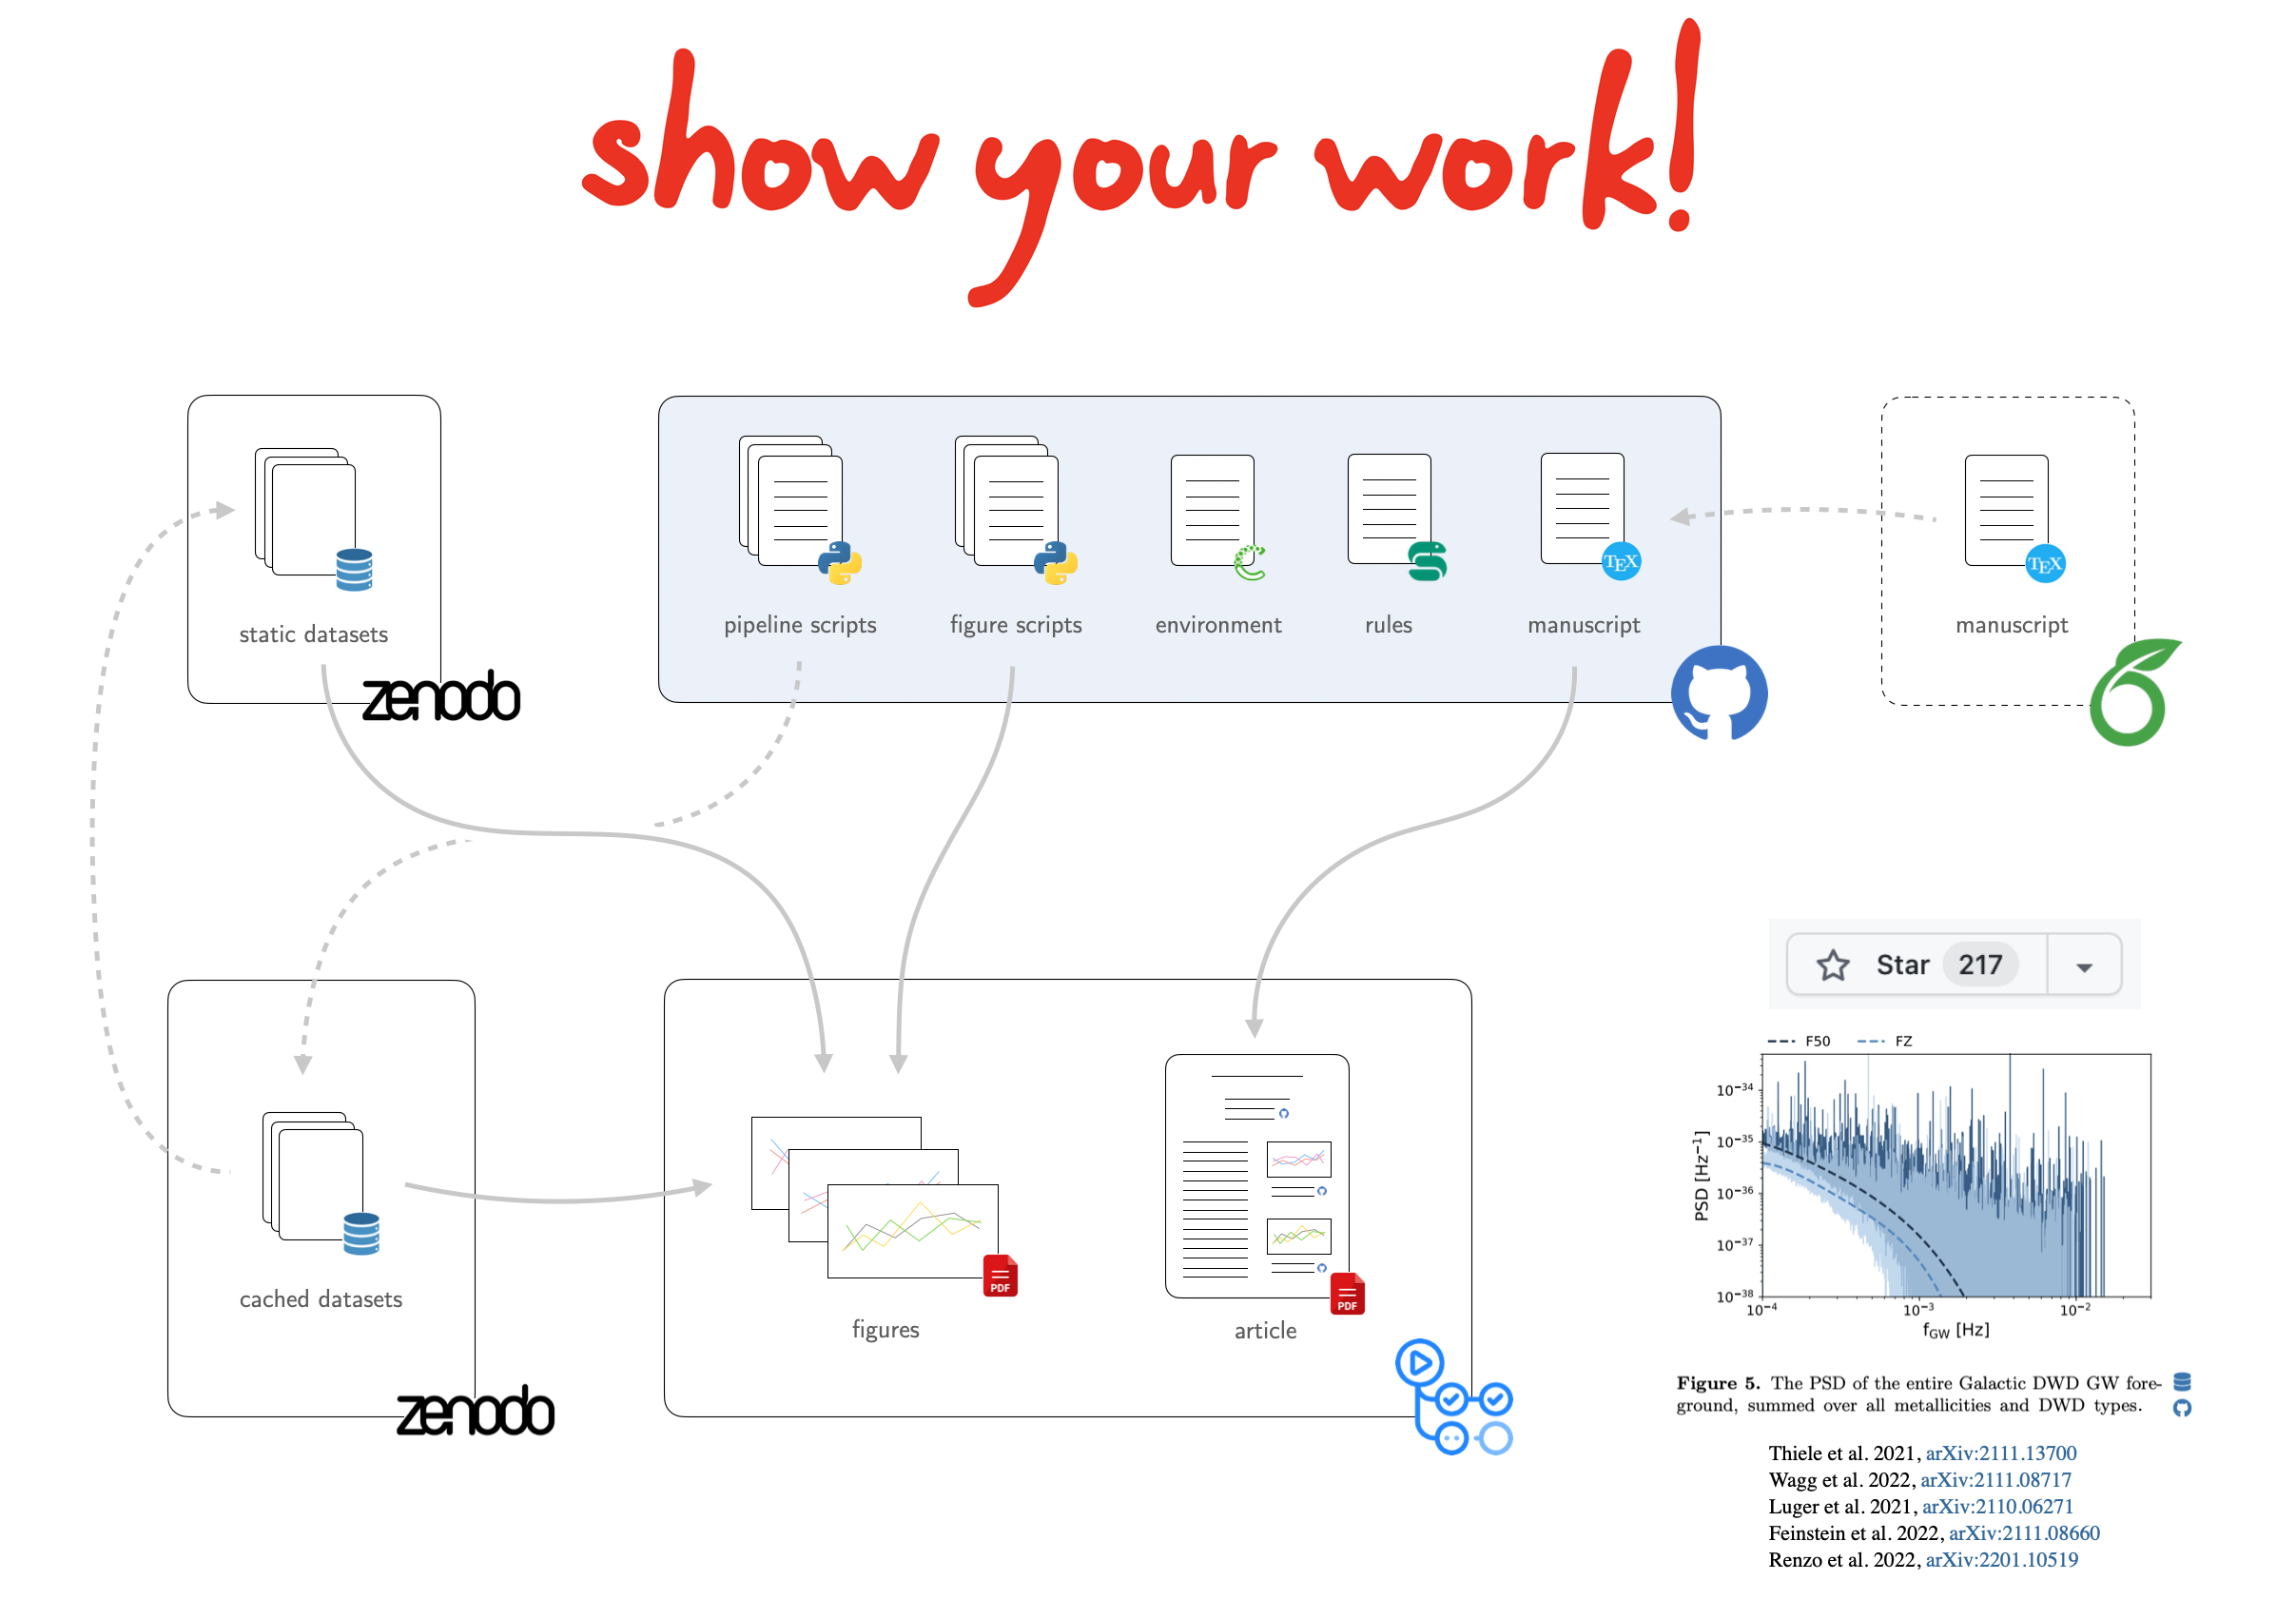 show your work!
static datasets
zenodo
pipeline scripts
figure scripts
environment
rules
manuscript
TEX
manuscript
TEX
cached datasets
zenodo
figures
PDF
article
PDF
Star 217
F50 FZ
PSD [Hz⁻¹]
10⁻³⁴
10⁻³⁵
10⁻³⁶
10⁻³⁷
10⁻³⁸
10⁻⁴ 10⁻³ 10⁻²
f_GW [Hz]
Figure 5. The PSD of the entire Galactic DWD GW fore-
ground, summed over all metallicities and DWD types.
Thiele et al. 2021, arXiv:2111.13700
Wagg et al. 2022, arXiv:2111.08717
Luger et al. 2021, arXiv:2110.06271
Feinstein et al. 2022, arXiv:2111.08660
Renzo et al. 2022, arXiv:2201.10519